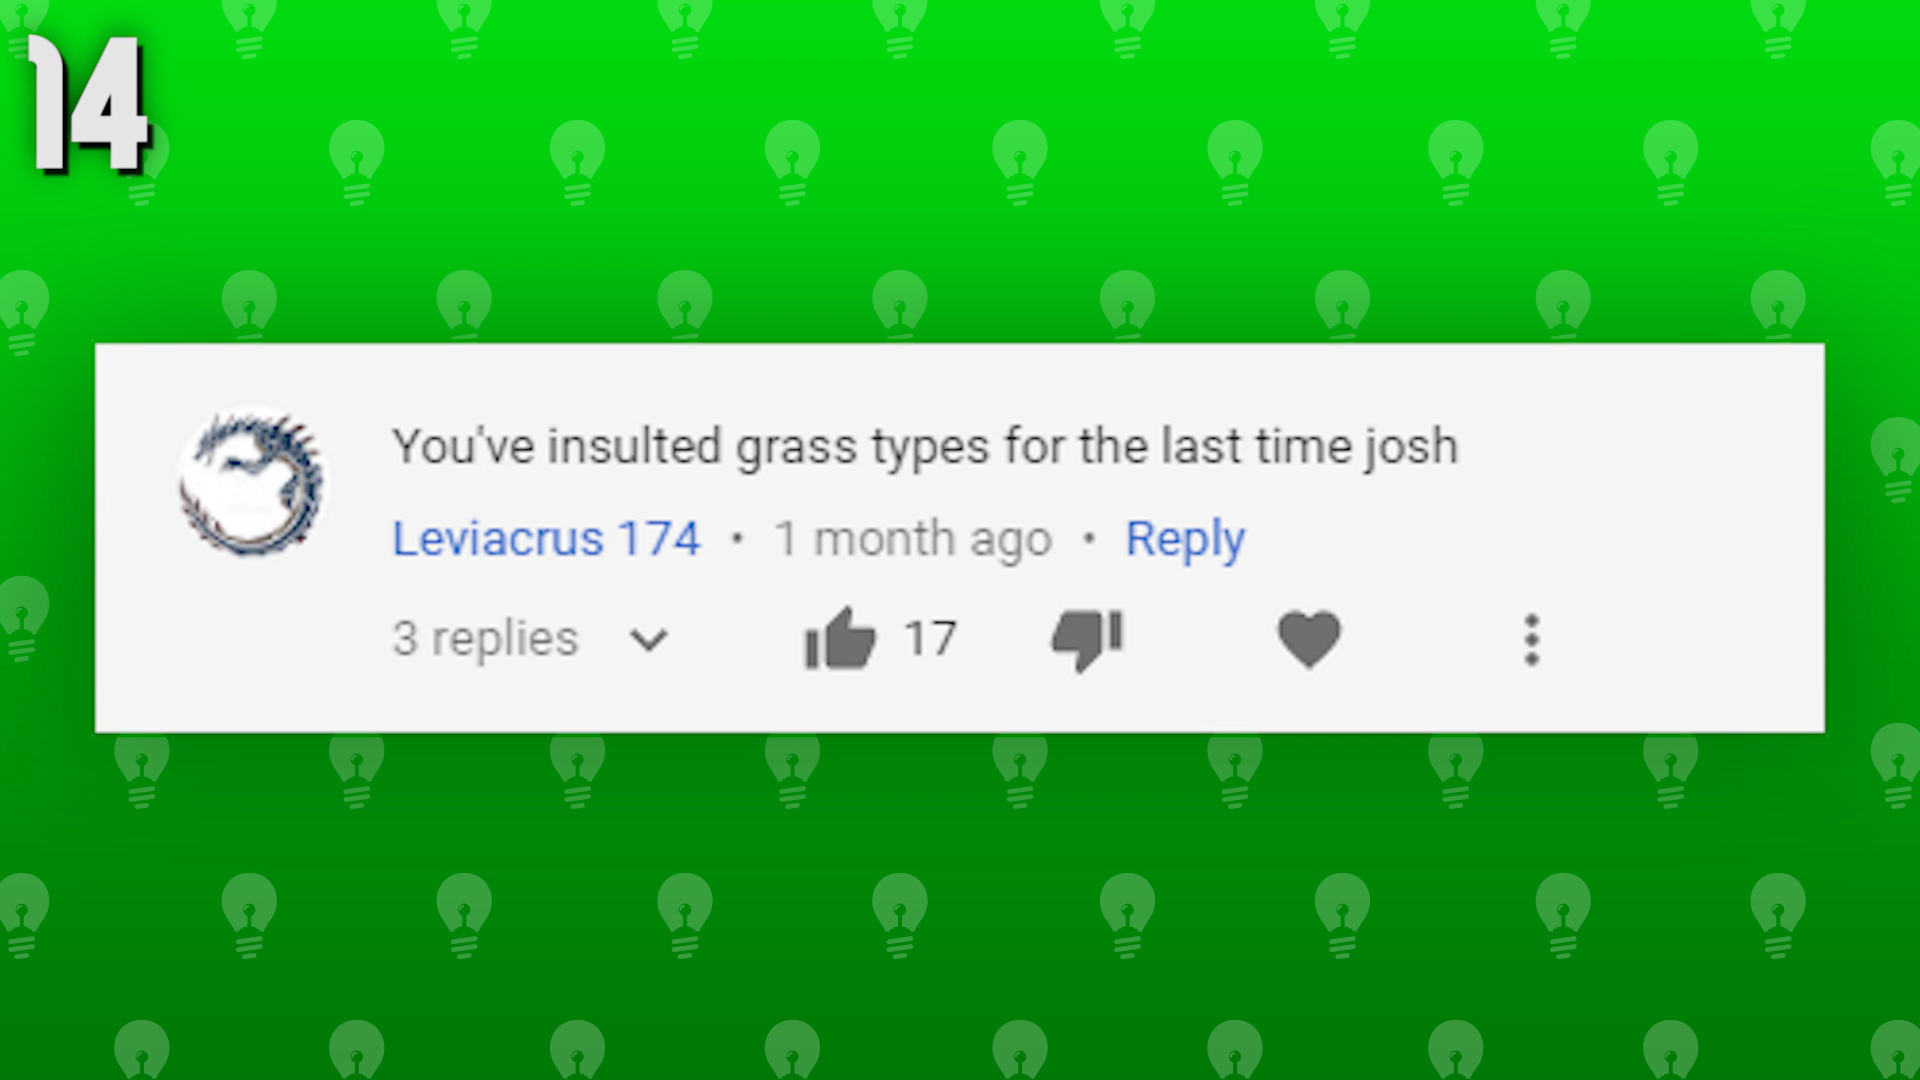 14
You've insulted grass types for the last time josh
Leviacrus 174 • 1 month ago • Reply
3 replies 17